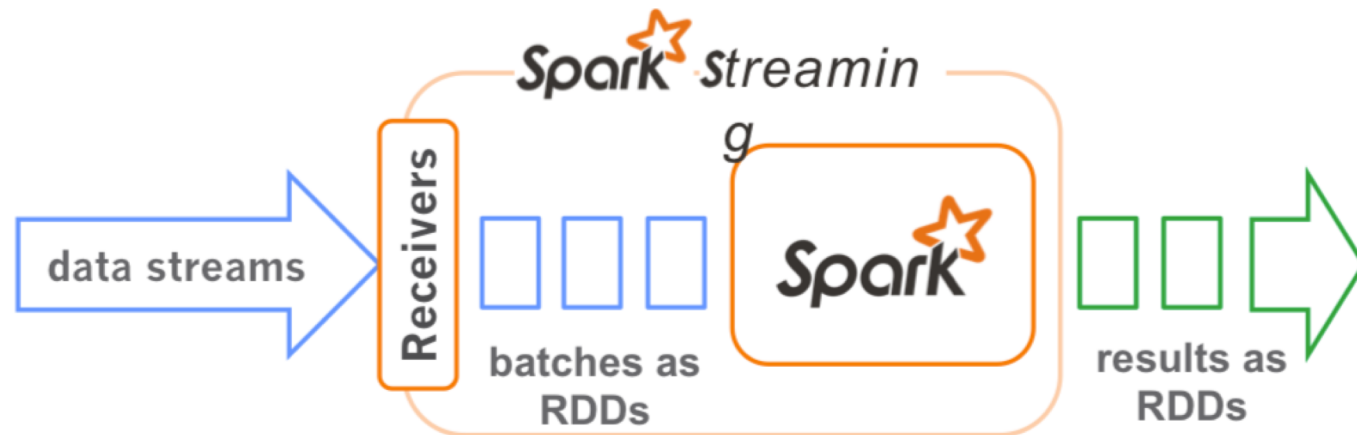 Spark Streamin
g
data streams
Receivers
batches as
RDDs
Spark
results as
RDDs